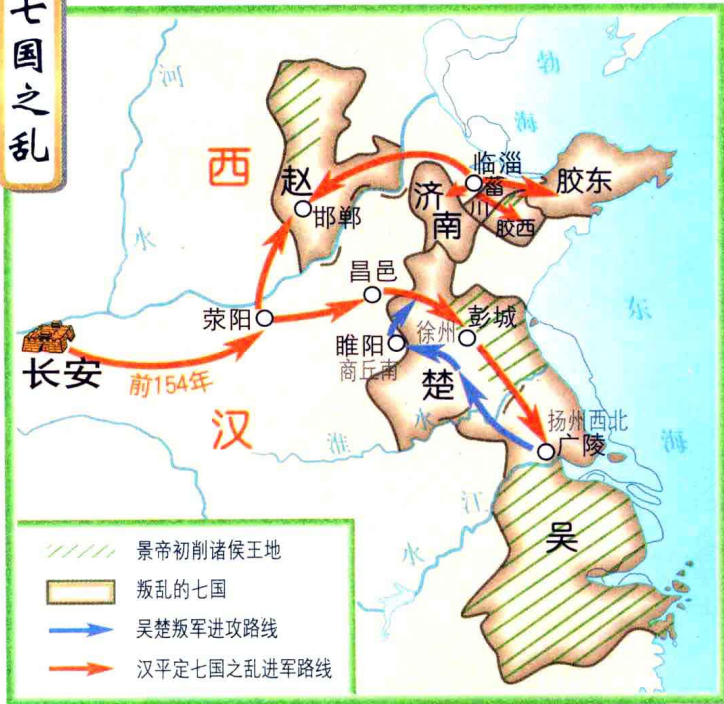 七国之乱
河
水
渤
海
西
赵
邯郸
临淄
菑川
济南
胶西
胶东
昌邑
荥阳
长安
前154年
汉
睢阳
商丘南
徐州
彭城
楚
淮
水
东
海
扬州西北
广陵
江
水
吴
景帝初削诸侯王地
叛乱的七国
吴楚叛军进攻路线
汉平定七国之乱进军路线